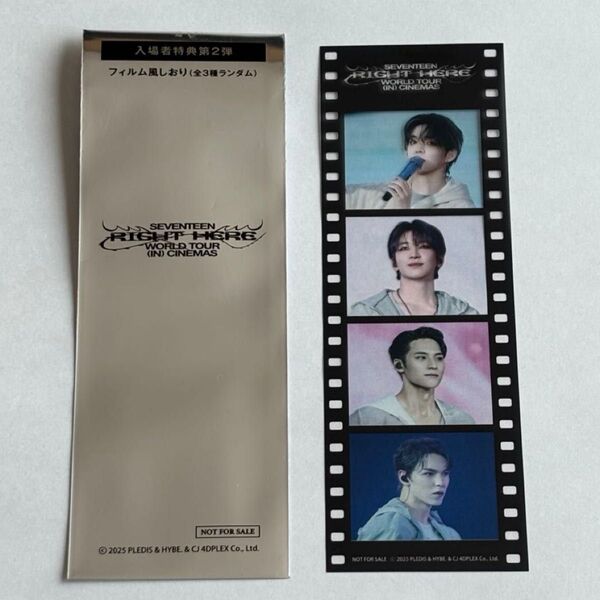 入場者特典第2弾
フィルム風しおり(全3種ランダム)
SEVENTEEN
RIGHT HERE
WORLD TOUR
(IN) CINEMAS
NOT FOR SALE
© 2025 PLEDIS & HYBE. & CJ 4DPLEX Co., Ltd.
SEVENTEEN
RIGHT HERE
WORLD TOUR
(IN) CINEMAS
NOT FOR SALE © 2025 PLEDIS & HYBE. & CJ 4DPLEX Co., Ltd.